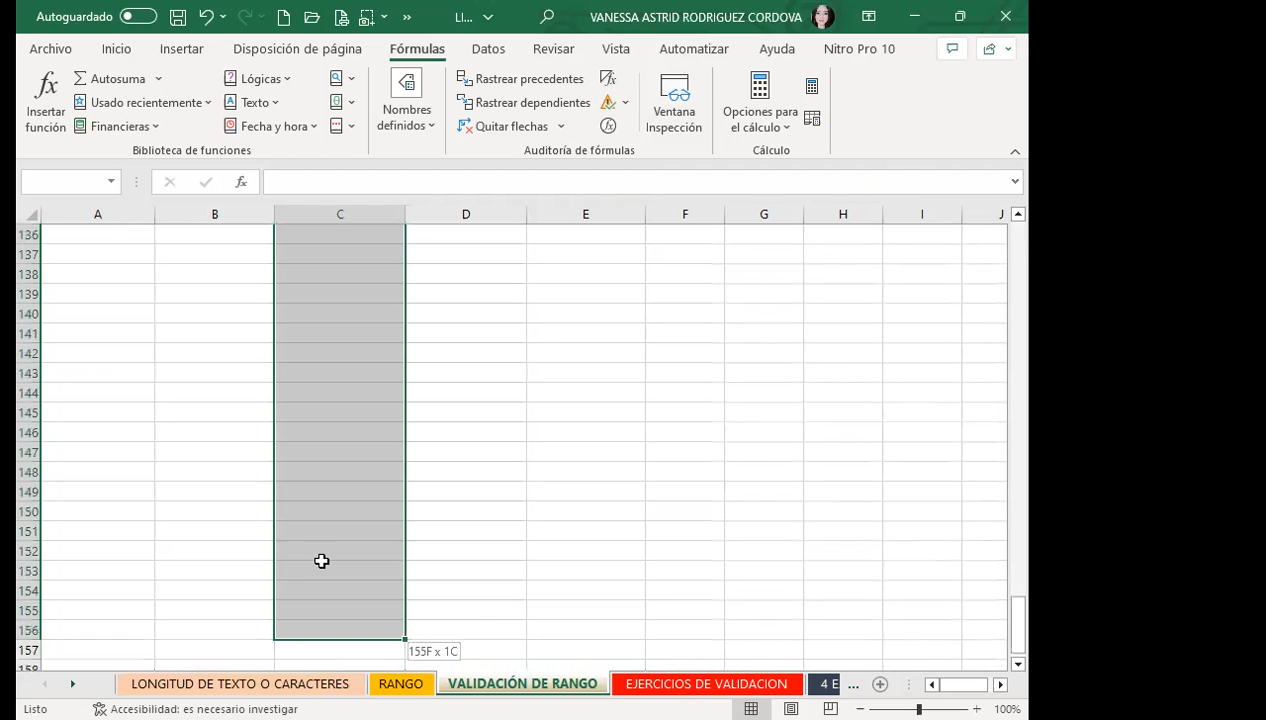 Autoguardado LI... VANESSA ASTRID RODRIGUEZ CORDOVA
Archivo Inicio Insertar Disposición de página Fórmulas Datos Revisar Vista Automatizar Ayuda Nitro Pro 10
fx Insertar función
Autosuma
Usado recientemente
Financieras
Lógicas
Texto
Fecha y hora
Biblioteca de funciones
Nombres definidos
Rastrear precedentes
Rastrear dependientes
Quitar flechas
Ventana Inspección
Auditoría de fórmulas
Opciones para el cálculo
Cálculo
fx
A B C D E F G H I J
136
137
138
139
140
141
142
143
144
145
146
147
148
149
150
151
152
153
154
155
156
157 155F x 1C
158
LONGITUD DE TEXTO O CARACTERES RANGO VALIDACIÓN DE RANGO EJERCICIOS DE VALIDACION 4 E ...
Listo Accesibilidad: es necesario investigar 100%